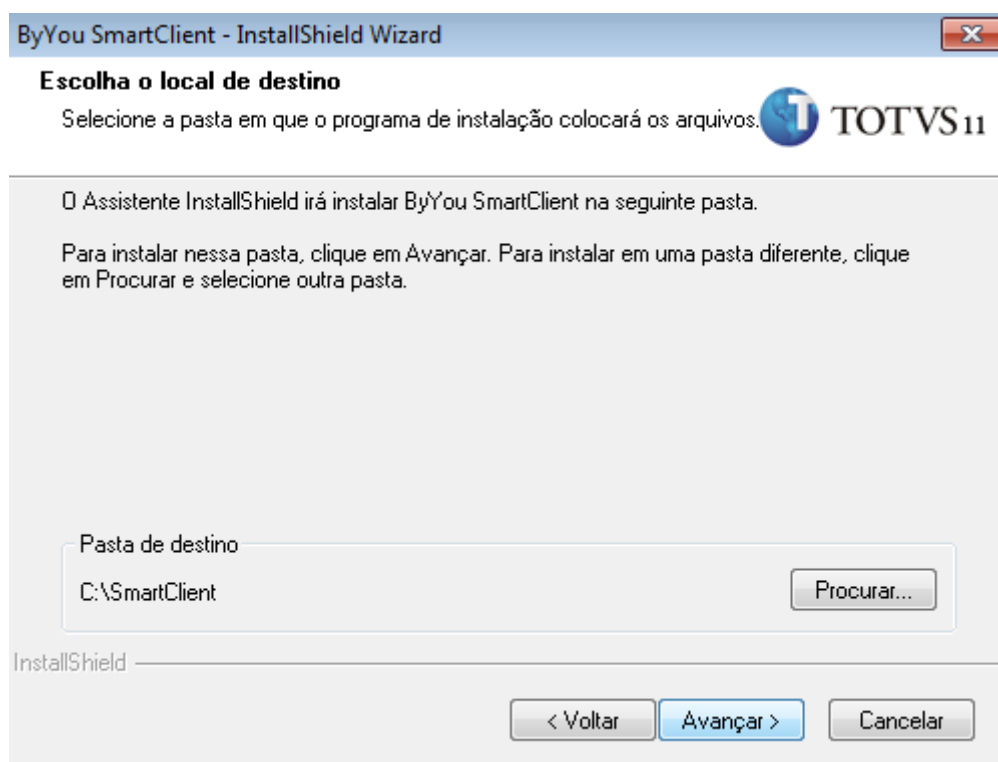 ByYou SmartClient - InstallShield Wizard
Escolha o local de destino
Selecione a pasta em que o programa de instalação colocará os arquivos.
TOTVS 11
O Assistente InstallShield irá instalar ByYou SmartClient na seguinte pasta.
Para instalar nessa pasta, clique em Avançar. Para instalar em uma pasta diferente, clique
em Procurar e selecione outra pasta.
Pasta de destino
C:\SmartClient
Procurar...
InstallShield
< Voltar
Avançar >
Cancelar